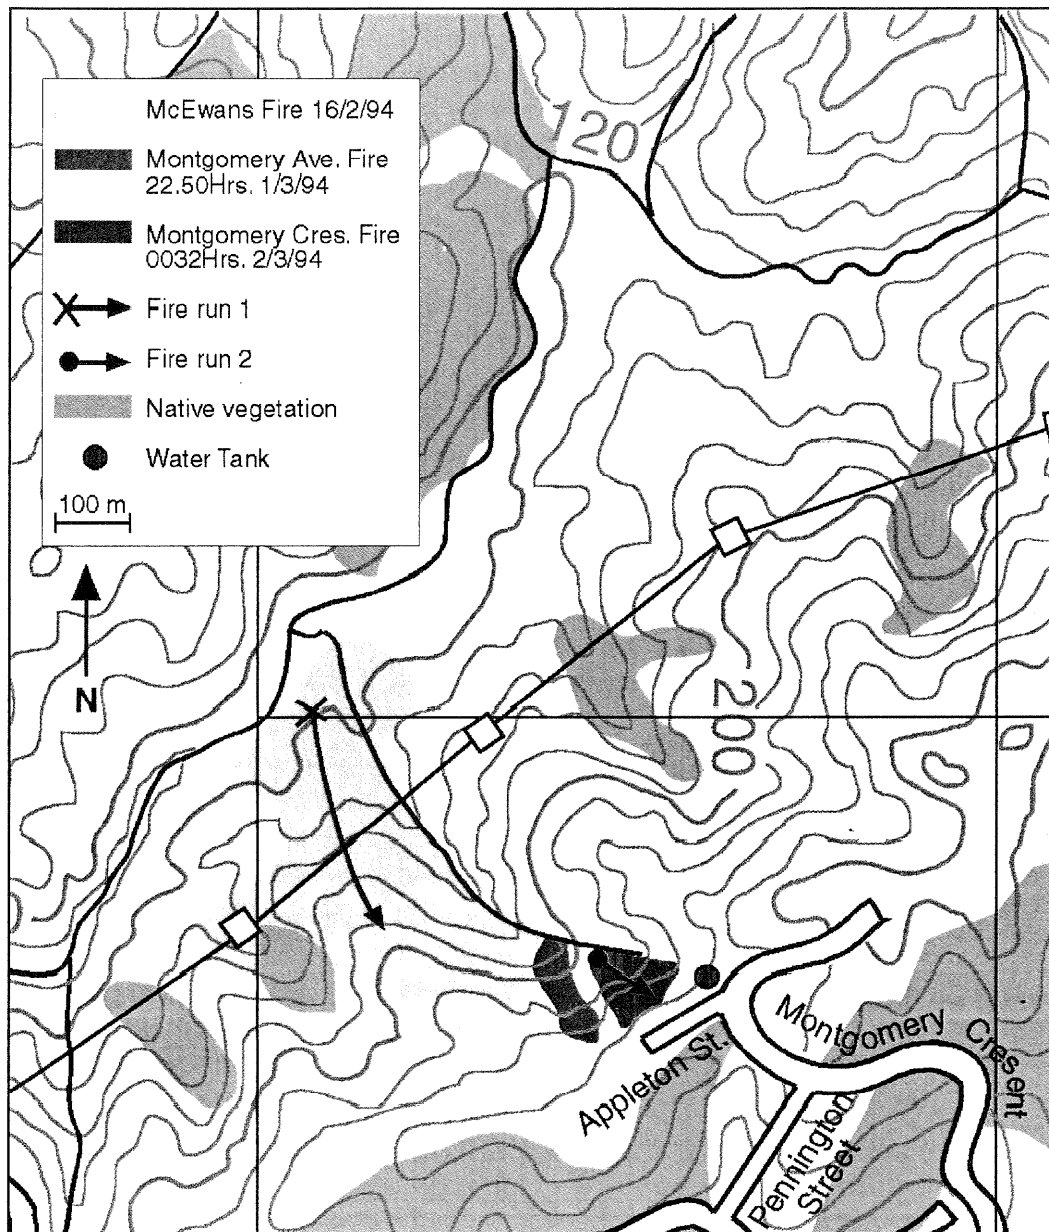 McEwans Fire 16/2/94
Montgomery Ave. Fire
22.50Hrs. 1/3/94
Montgomery Cres. Fire
0032Hrs. 2/3/94
Fire run 1
Fire run 2
Native vegetation
Water Tank
100 m
N
120
200
Montgomery Cresent
Appleton St.
Pennington
Street